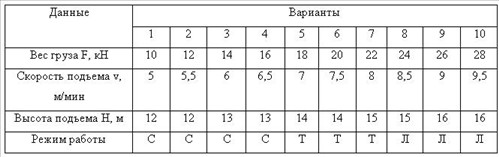 Данные Варианты
1 2 3 4 5 6 7 8 9 10
Вес груза F, кН 10 12 14 16 18 20 22 24 26 28
Скорость подъема v, м/мин 5 5,5 6 6,5 7 7,5 8 8,5 9 9,5
Высота подъема H, м 12 12 13 13 14 14 15 15 16 16
Режим работы С С С С Т Т Т Л Л Л